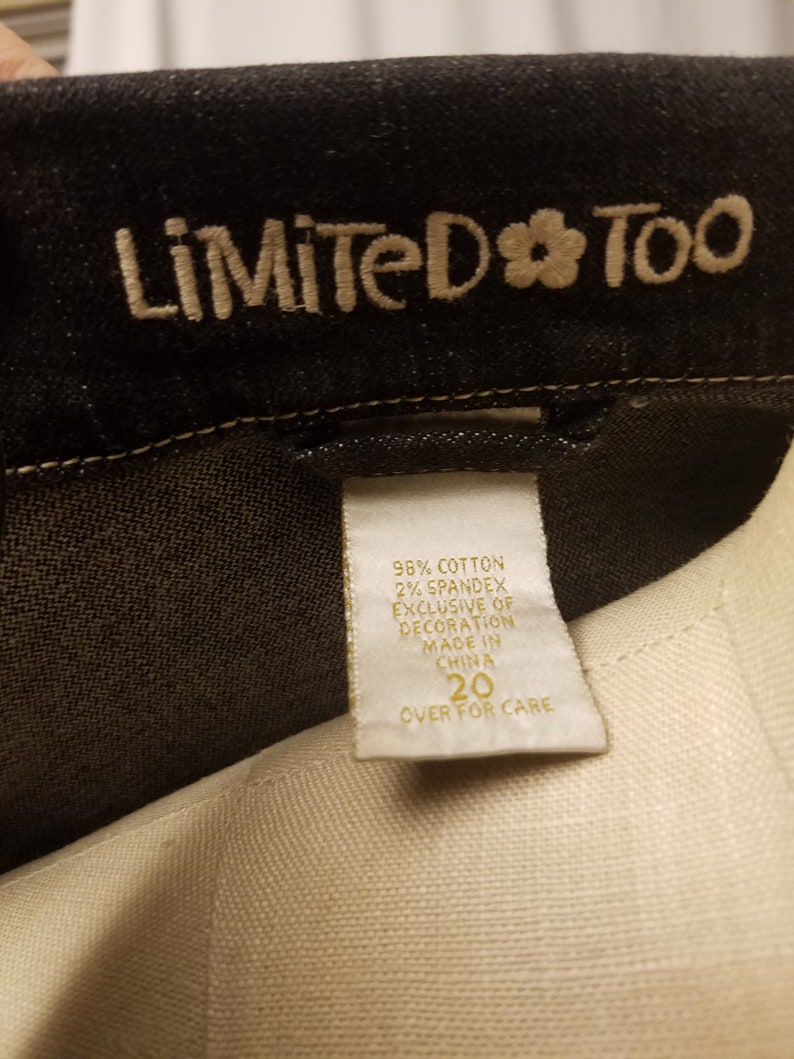 LiMiTeD TOO
98% COTTON
2% SPANDEX
EXCLUSIVE OF
DECORATION
MADE IN
CHINA
20
OVER FOR CARE